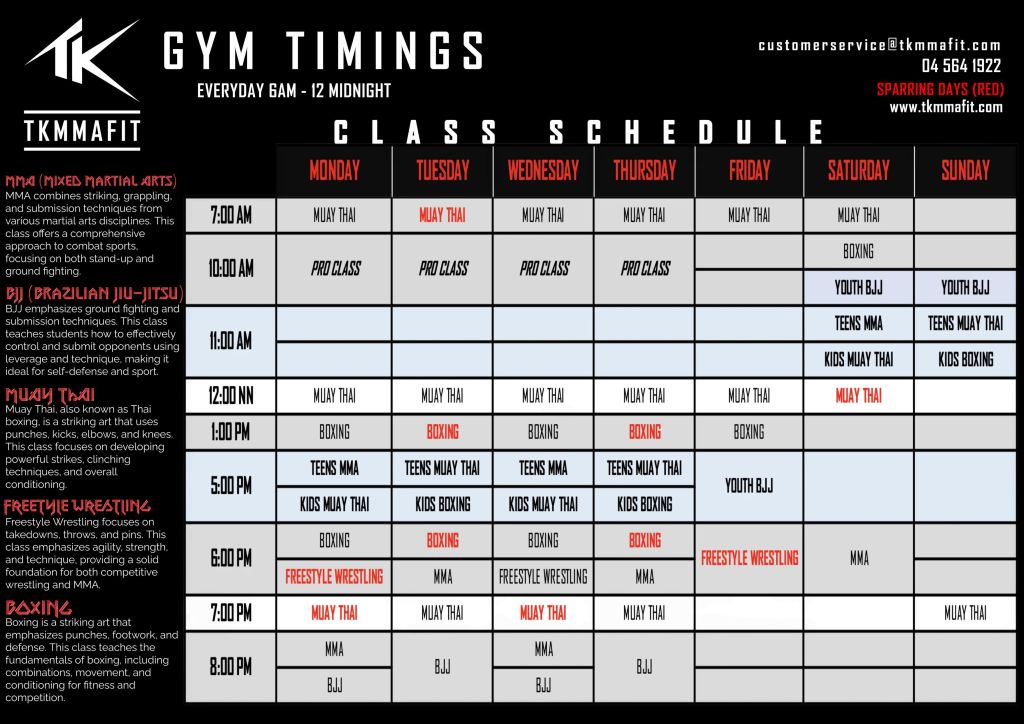 TK
TKMMAFIT
GYM TIMINGS
EVERYDAY 6AM - 12 MIDNIGHT
customerservice@tkmmafit.com
04 564 1922
SPARRING DAYS (RED)
www.tkmmafit.com
CLASS SCHEDULE
MMA (MIXED MARTIAL ARTS)
MMA combines striking, grappling,
and submission techniques from
various martial arts disciplines. This
class offers a comprehensive
approach to combat sports,
focusing on both stand-up and
ground fighting.
BJJ (BRAZILIAN JIU-JITSU)
BJJ emphasizes ground fighting and
submission techniques. This class
teaches students how to effectively
control and submit opponents using
leverage and technique, making it
ideal for self-defense and sport.
MUAY THAI
Muay Thai, also known as Thai
boxing, is a striking art that uses
punches, kicks, elbows, and knees.
This class focuses on developing
powerful strikes, clinching
techniques, and overall
conditioning.
FREETYLE WRESTLING
Freestyle Wrestling focuses on
takedowns, throws, and pins. This
class emphasizes agility, strength,
and technique, providing a solid
foundation for both competitive
wrestling and MMA.
BOXING
Boxing is a striking art that
emphasizes punches, footwork, and
defense. This class teaches the
fundamentals of boxing, including
combinations, movement, and
conditioning for fitness and
competition.
MONDAY TUESDAY WEDNESDAY THURSDAY FRIDAY SATURDAY SUNDAY
7:00 AM MUAY THAI MUAY THAI MUAY THAI MUAY THAI MUAY THAI MUAY THAI
10:00 AM PRO CLASS PRO CLASS PRO CLASS PRO CLASS BOXING
YOUTH BJJ YOUTH BJJ
11:00 AM TEENS MMA TEENS MUAY THAI
KIDS MUAY THAI KIDS BOXING
12:00 NN MUAY THAI MUAY THAI MUAY THAI MUAY THAI MUAY THAI MUAY THAI
1:00 PM BOXING BOXING BOXING BOXING BOXING
5:00 PM TEENS MMA TEENS MUAY THAI TEENS MMA TEENS MUAY THAI YOUTH BJJ
KIDS MUAY THAI KIDS BOXING KIDS MUAY THAI KIDS BOXING
6:00 PM BOXING BOXING BOXING BOXING FREESTYLE WRESTLING MMA
FREESTYLE WRESTLING MMA FREESTYLE WRESTLING MMA
7:00 PM MUAY THAI MUAY THAI MUAY THAI MUAY THAI MUAY THAI
8:00 PM MMA BJJ MMA BJJ
BJJ BJJ